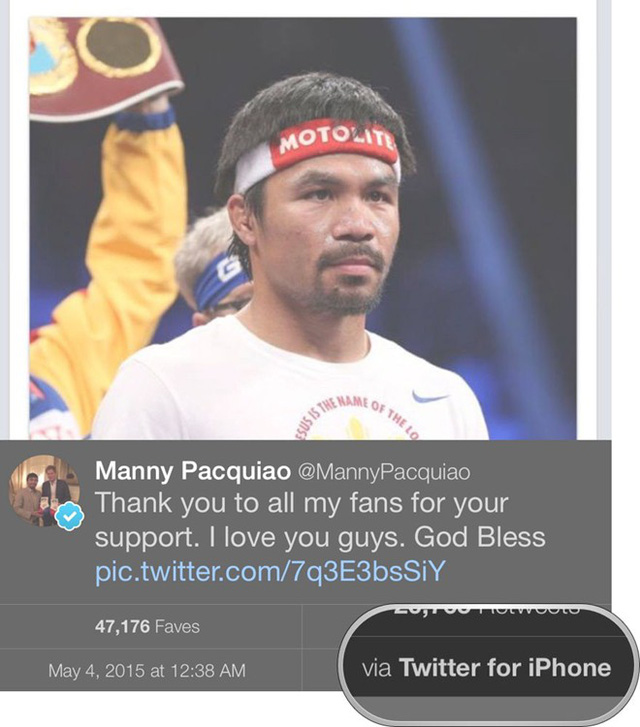 MOTOLITE
G
ESUS IS THE NAME OF THE LO
Manny Pacquiao @MannyPacquiao
Thank you to all my fans for your
support. I love you guys. God Bless
pic.twitter.com/7q3E3bsSiY
47,176 Faves
Retweets
May 4, 2015 at 12:38 AM
via Twitter for iPhone